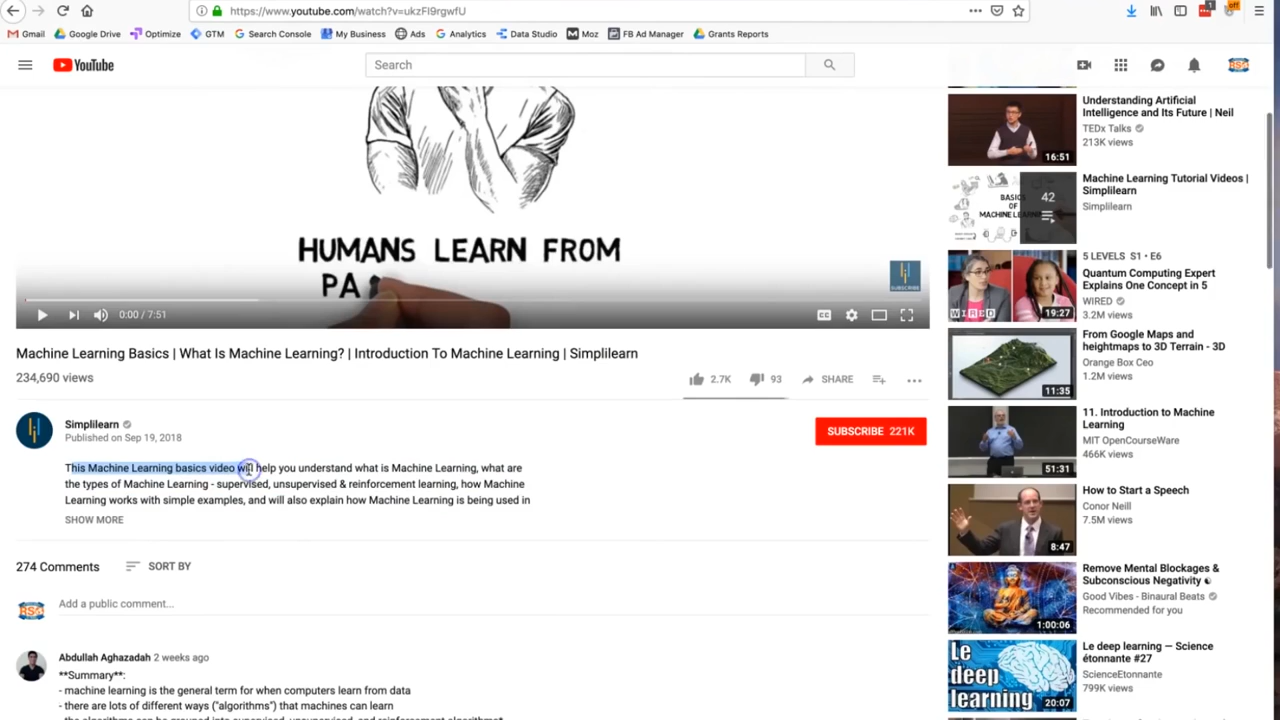 https://www.youtube.com/watch?v=ukzFI9rgwfU
1
off
Gmail
Google Drive
Optimize
GTM
Search Console
My Business
Ads
Analytics
Data Studio
Moz
FB Ad Manager
Grants Reports
YouTube
Search
HUMANS LEARN FROM
PA
SUBSCRIBE
0:00 / 7:51
Machine Learning Basics | What Is Machine Learning? | Introduction To Machine Learning | Simplilearn
234,690 views
2.7K
93
SHARE
Simplilearn
Published on Sep 19, 2018
SUBSCRIBE 221K
This Machine Learning basics video will help you understand what is Machine Learning, what are
the types of Machine Learning - supervised, unsupervised & reinforcement learning, how Machine
Learning works with simple examples, and will also explain how Machine Learning is being used in
SHOW MORE
274 Comments
SORT BY
Add a public comment...
Abdullah Aghazadah 2 weeks ago
**Summary**:
- machine learning is the general term for when computers learn from data
- there are lots of different ways ("algorithms") that machines can learn
Understanding Artificial
Intelligence and Its Future | Neil
TEDx Talks
213K views
16:51
Machine Learning Tutorial Videos |
Simplilearn
Simplilearn
BASICS
OF
MACHINE
42
5 LEVELS S1 • E6
Quantum Computing Expert
Explains One Concept in 5
WIRED
3.2M views
WIRED
19:27
From Google Maps and
heightmaps to 3D Terrain - 3D
Orange Box Ceo
1.2M views
11:35
11. Introduction to Machine
Learning
MIT OpenCourseWare
466K views
51:31
How to Start a Speech
Conor Neill
7.5M views
8:47
Remove Mental Blockages &
Subconscious Negativity
Good Vibes - Binaural Beats
Recommended for you
1:00:06
Le deep learning — Science
étonnante #27
ScienceEtonnante
799K views
Le
deep
learning
20:07